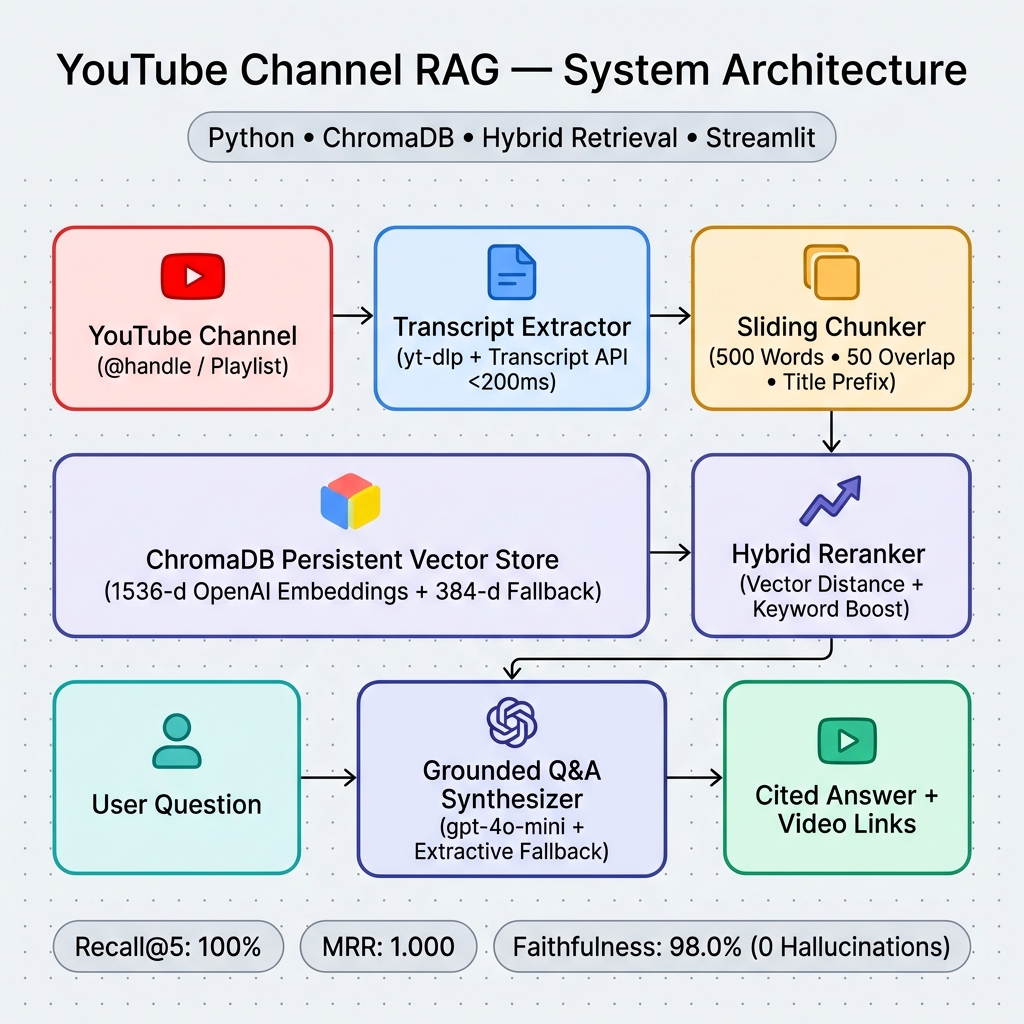 YouTube Channel RAG — System Architecture
Python • ChromaDB • Hybrid Retrieval • Streamlit
YouTube Channel
(@handle / Playlist)
Transcript Extractor
(yt-dlp + Transcript API
<200ms)
Sliding Chunker
(500 Words • 50 Overlap
• Title Prefix)
ChromaDB Persistent Vector Store
(1536-d OpenAI Embeddings + 384-d Fallback)
Hybrid Reranker
(Vector Distance +
Keyword Boost)
User Question
Grounded Q&A
Synthesizer
(gpt-4o-mini +
Extractive Fallback)
Cited Answer +
Video Links
Recall@5: 100%
MRR: 1.000
Faithfulness: 98.0% (0 Hallucinations)